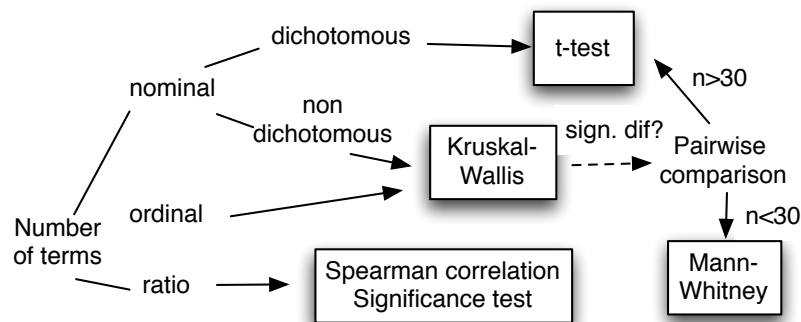 dichotomous
t-test
nominal
n>30
non
dichotomous
Kruskal-
Wallis
sign. dif?
Pairwise
comparison
Number
of terms
ordinal
n<30
ratio
Spearman correlation
Significance test
Mann-
Whitney